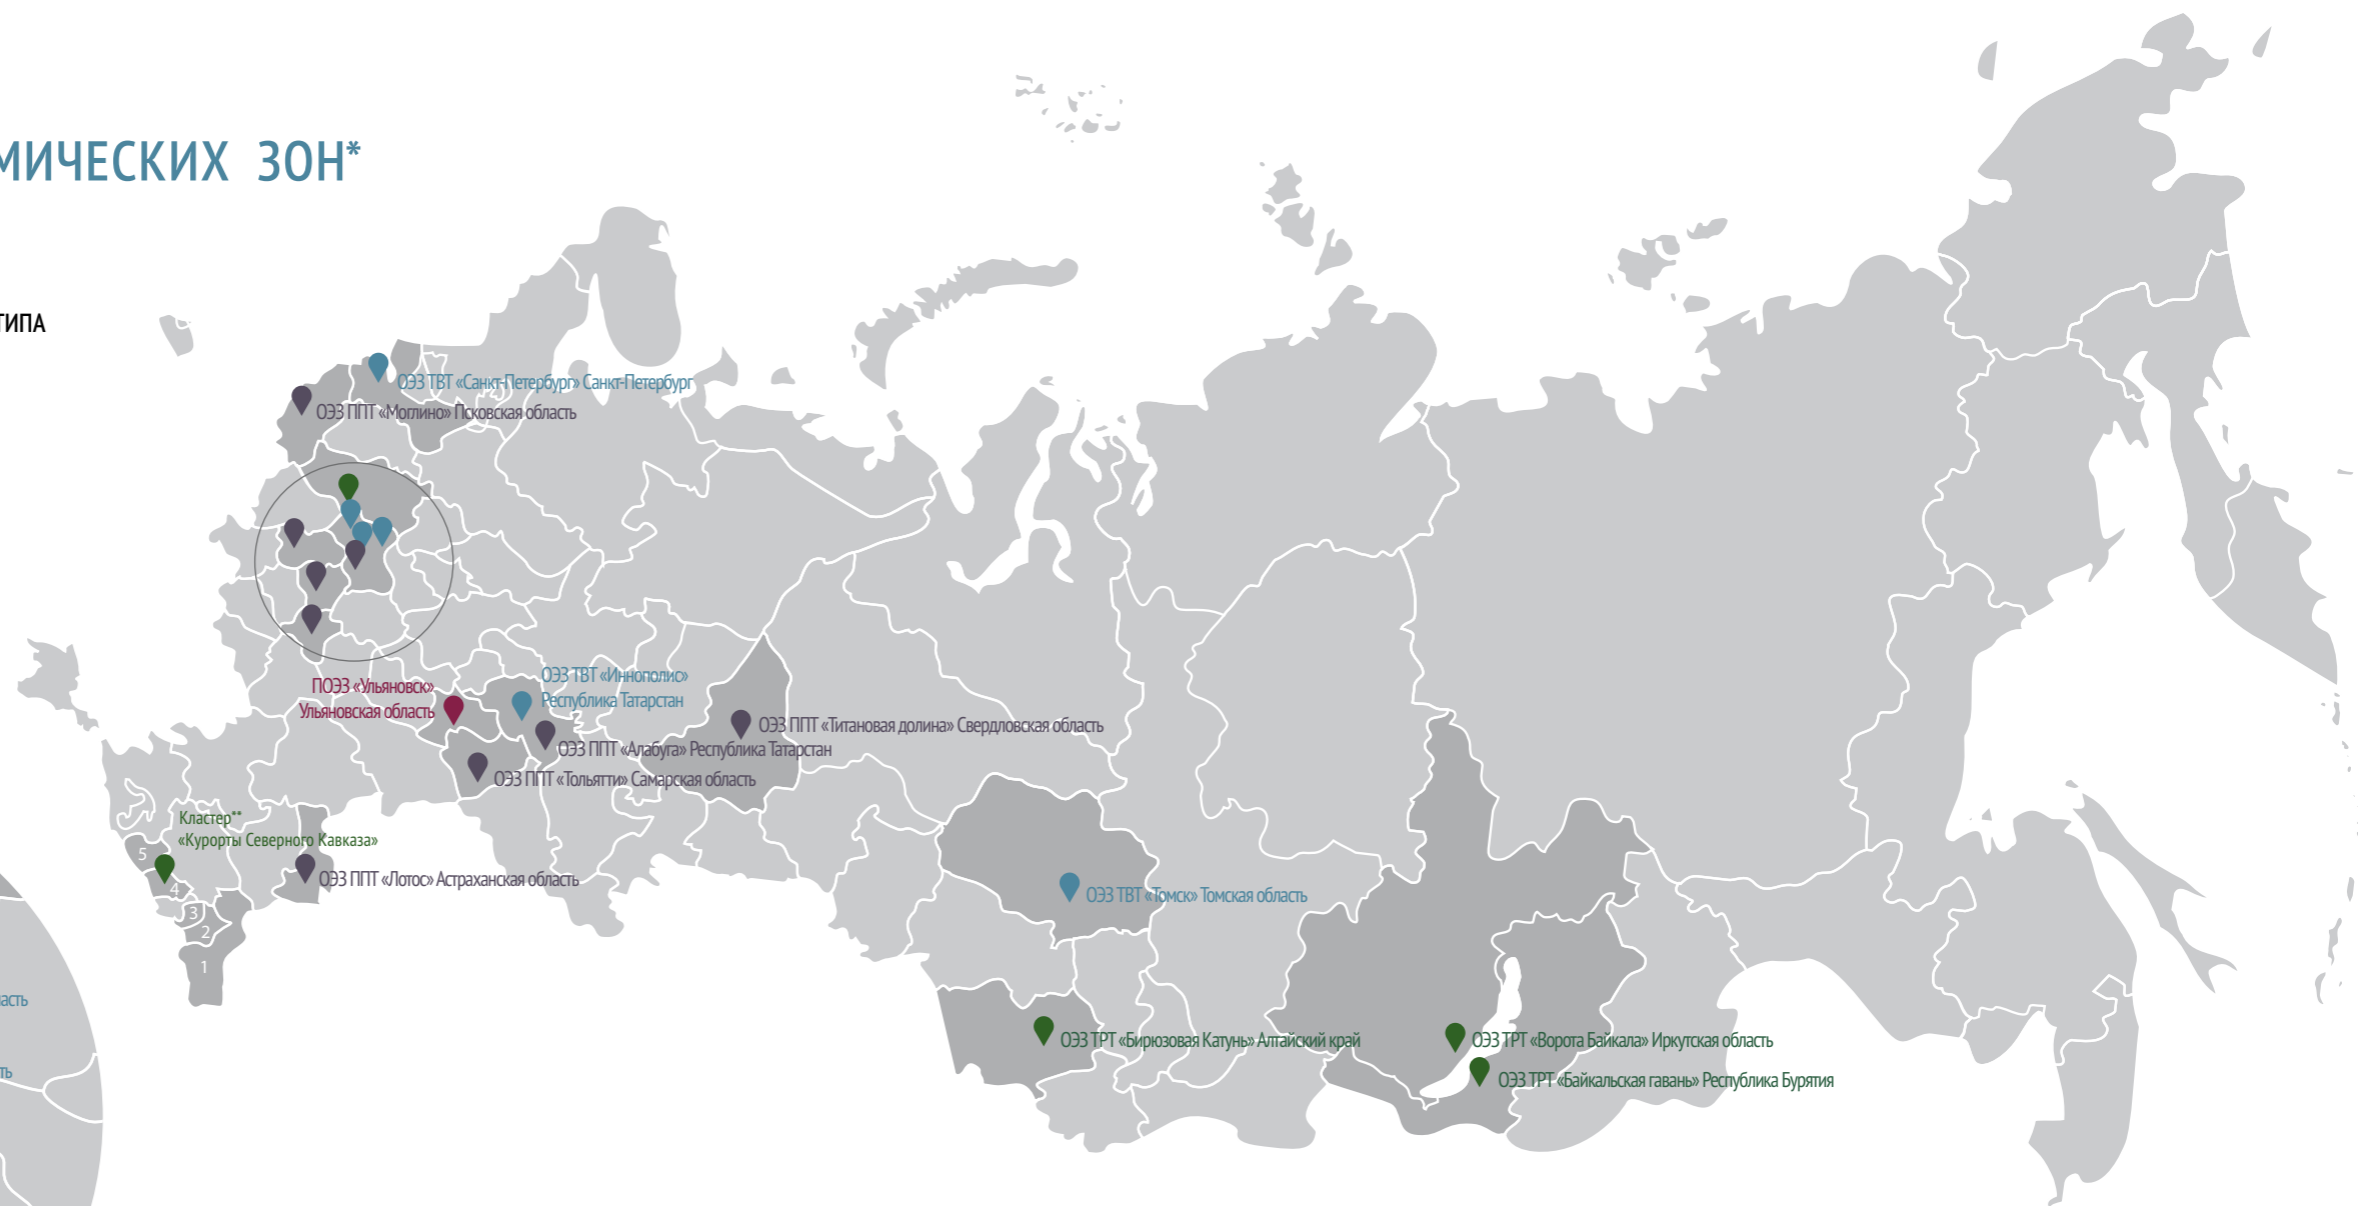 МИЧЕСКИХ ЗОН*
ТИПА
ОЭЗ ТВТ «Санкт-Петербург» Санкт-Петербург
ОЭЗ ППТ «Моглино» Псковская область
ПОЭЗ «Ульяновск»
Ульяновская область
ОЭЗ ТВТ «Иннополис»
Республика Татарстан
ОЭЗ ППТ «Титановая долина» Свердловская область
ОЭЗ ППТ «Алабуга» Республика Татарстан
ОЭЗ ППТ «Тольятти» Самарская область
Кластер**
«Курорты Северного Кавказа»
5
4
3
2
1
ОЭЗ ППТ «Лотос» Астраханская область
ОЭЗ ТВТ «Томск» Томская область
асть
ть
ОЭЗ ТРТ «Бирюзовая Катунь» Алтайский край
ОЭЗ ТРТ «Ворота Байкала» Иркутская область
ОЭЗ ТРТ «Байкальская гавань» Республика Бурятия